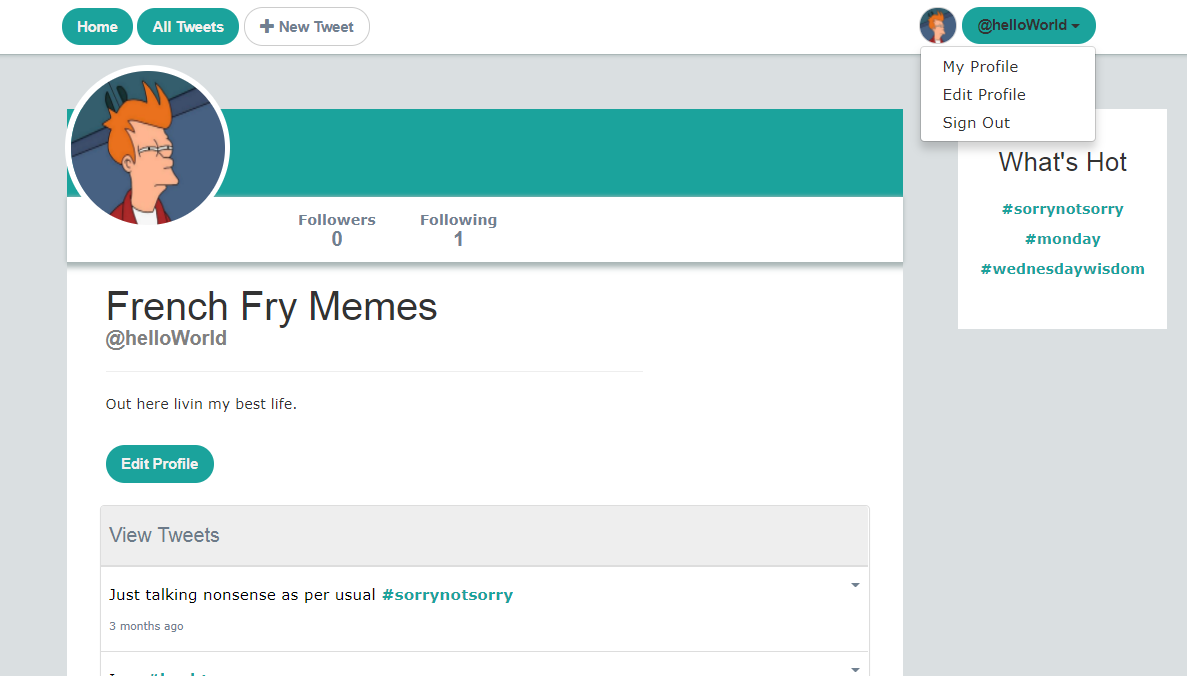 Home All Tweets New Tweet @helloWorld
My Profile
Edit Profile
Sign Out
What's Hot
#sorrynotsorry
#monday
#wednesdaywisdom
Followers Following
0 1
French Fry Memes
@helloWorld
Out here livin my best life.
Edit Profile
View Tweets
Just talking nonsense as per usual #sorrynotsorry
3 months ago